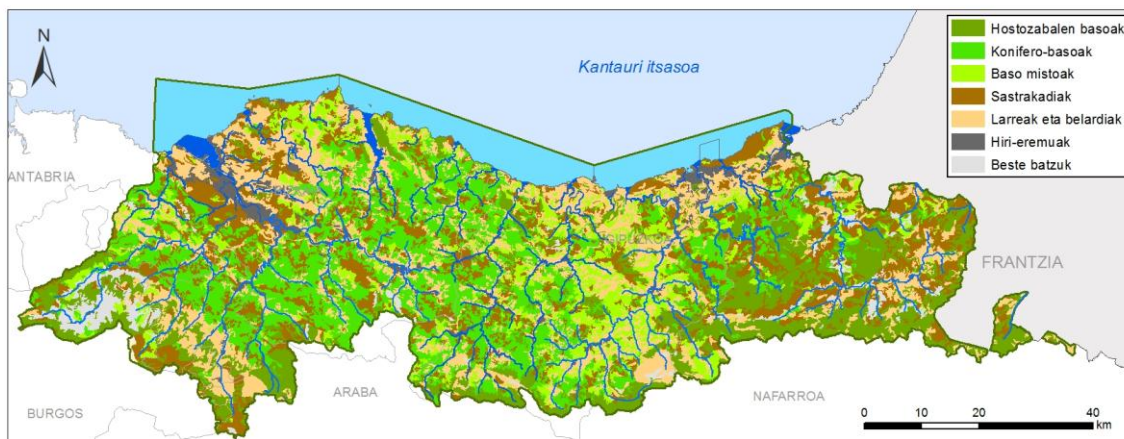 N
Kantauri itsasoa
Hostozabalen basoak
Konifero-basoak
Baso mistoak
Sastrakadiak
Larreak eta belardiak
Hiri-eremuak
Beste batzuk
ANTABRIA
FRANTZIA
ARABA
NAFARROA
BURGOS
0 10 20 40
km